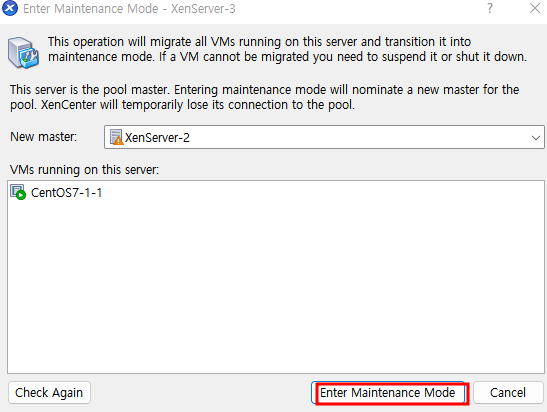 Enter Maintenance Mode - XenServer-3
This operation will migrate all VMs running on this server and transition it into
maintenance mode. If a VM cannot be migrated you need to suspend it or shut it down.
This server is the pool master. Entering maintenance mode will nominate a new master for the
pool. XenCenter will temporarily lose its connection to the pool.
New master: XenServer-2
VMs running on this server:
CentOS7-1-1
Check Again Enter Maintenance Mode Cancel